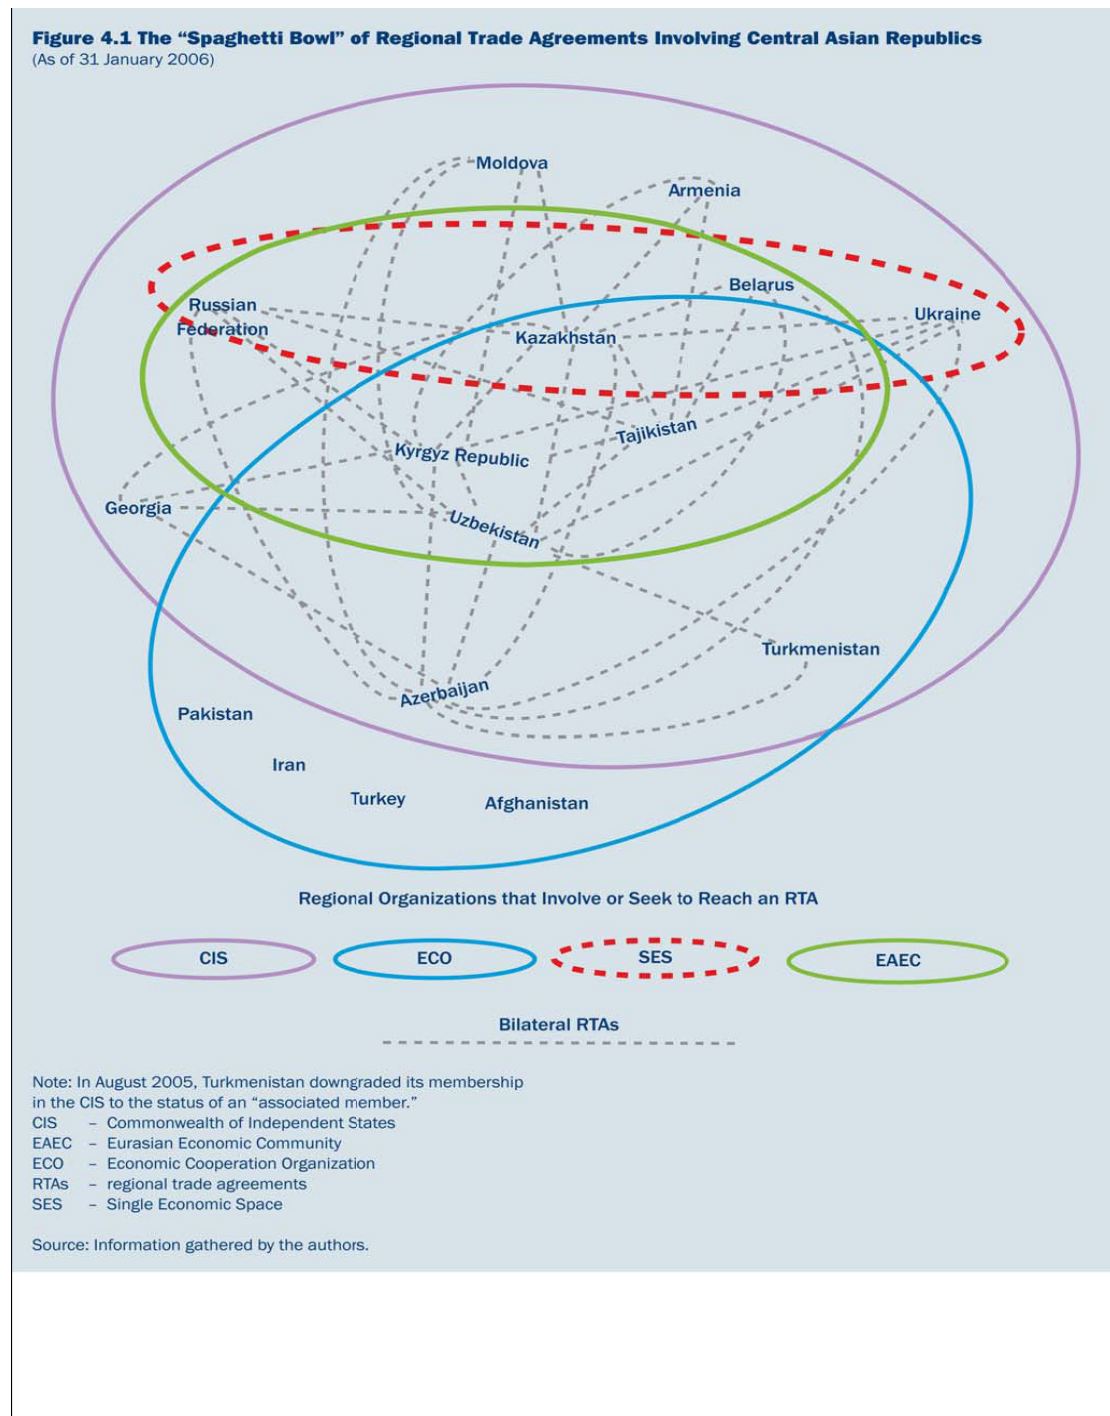 Figure 4.1 The “Spaghetti Bowl” of Regional Trade Agreements Involving Central Asian Republics
(As of 31 January 2006)
Moldova
Armenia
Belarus
Russian
Federation
Ukraine
Kazakhstan
Tajikistan
Kyrgyz Republic
Georgia
Uzbekistan
Turkmenistan
Azerbaijan
Pakistan
Iran
Turkey
Afghanistan
Regional Organizations that Involve or Seek to Reach an RTA
CIS
ECO
SES
EAEC
Bilateral RTAs
Note: In August 2005, Turkmenistan downgraded its membership
in the CIS to the status of an “associated member.”
CIS – Commonwealth of Independent States
EAEC – Eurasian Economic Community
ECO – Economic Cooperation Organization
RTAs – regional trade agreements
SES – Single Economic Space
Source: Information gathered by the authors.